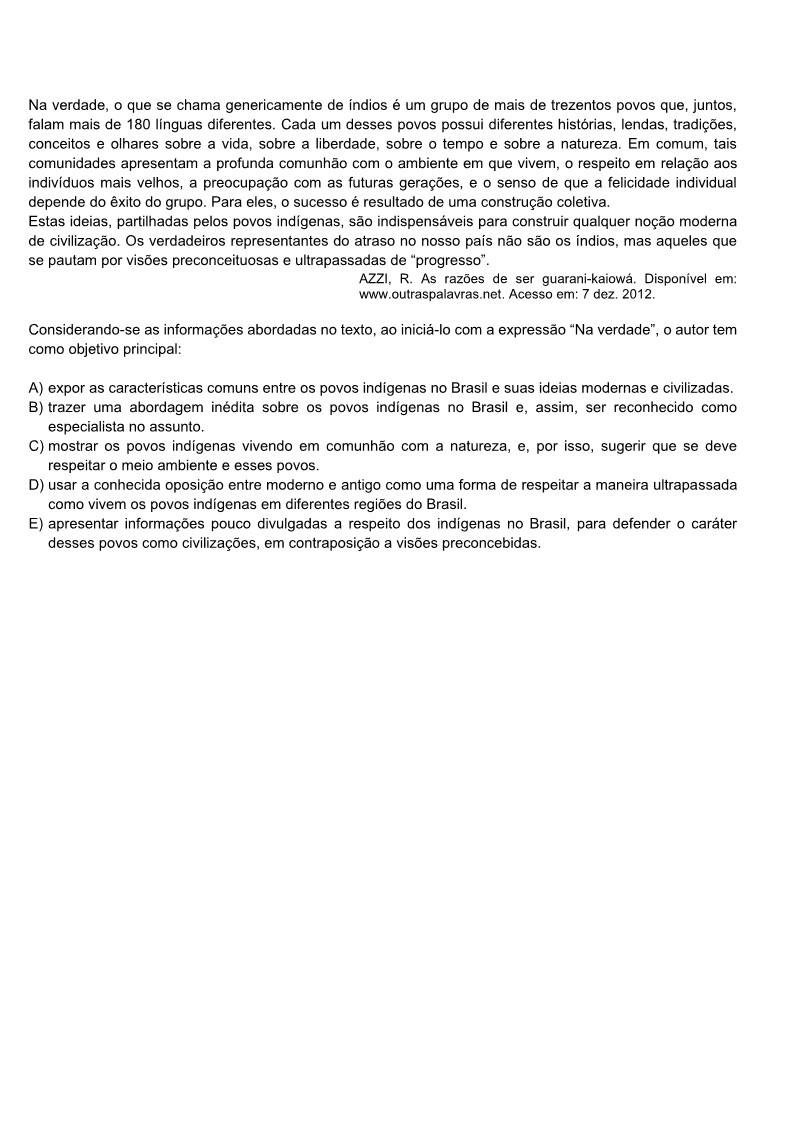 Na verdade, o que se chama genericamente de índios é um grupo de mais de trezentos povos que, juntos,
falam mais de 180 línguas diferentes. Cada um desses povos possui diferentes histórias, lendas, tradições,
conceitos e olhares sobre a vida, sobre a liberdade, sobre o tempo e sobre a natureza. Em comum, tais
comunidades apresentam a profunda comunhão com o ambiente em que vivem, o respeito em relação aos
indivíduos mais velhos, a preocupação com as futuras gerações, e o senso de que a felicidade individual
depende do êxito do grupo. Para eles, o sucesso é resultado de uma construção coletiva.
Estas ideias, partilhadas pelos povos indígenas, são indispensáveis para construir qualquer noção moderna
de civilização. Os verdadeiros representantes do atraso no nosso país não são os índios, mas aqueles que
se pautam por visões preconceituosas e ultrapassadas de “progresso”.
AZZI, R. As razões de ser guarani-kaiowá. Disponível em:
www.outraspalavras.net. Acesso em: 7 dez. 2012.
Considerando-se as informações abordadas no texto, ao iniciá-lo com a expressão “Na verdade”, o autor tem
como objetivo principal:
A) expor as características comuns entre os povos indígenas no Brasil e suas ideias modernas e civilizadas.
B) trazer uma abordagem inédita sobre os povos indígenas no Brasil e, assim, ser reconhecido como
especialista no assunto.
C) mostrar os povos indígenas vivendo em comunhão com a natureza, e, por isso, sugerir que se deve
respeitar o meio ambiente e esses povos.
D) usar a conhecida oposição entre moderno e antigo como uma forma de respeitar a maneira ultrapassada
como vivem os povos indígenas em diferentes regiões do Brasil.
E) apresentar informações pouco divulgadas a respeito dos indígenas no Brasil, para defender o caráter
desses povos como civilizações, em contraposição a visões preconcebidas.